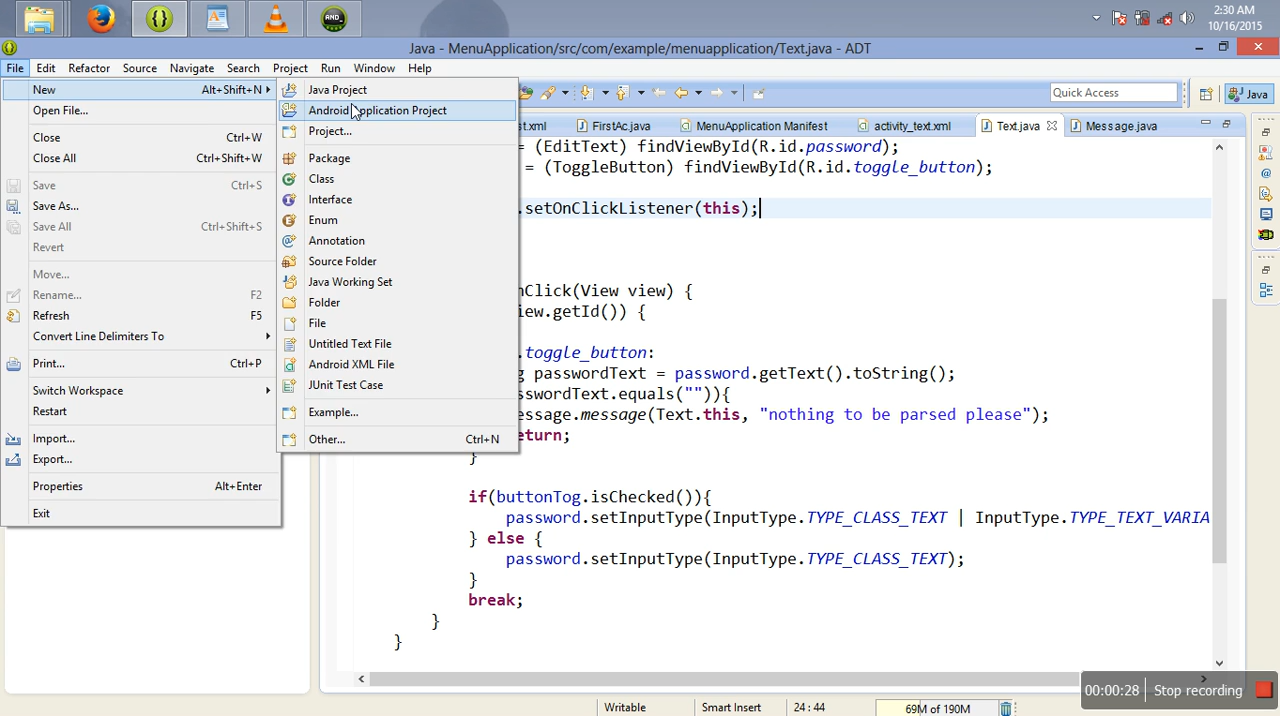 AND
2:30 AM
10/16/2015
Java - MenuApplication/src/com/example/menuapplication/Text.java - ADT
File Edit Refactor Source Navigate Search Project Run Window Help
New Alt+Shift+N
Open File...
Close Ctrl+W
Close All Ctrl+Shift+W
Save Ctrl+S
Save As...
Save All Ctrl+Shift+S
Revert
Move...
Rename... F2
Refresh F5
Convert Line Delimiters To
Print... Ctrl+P
Switch Workspace
Restart
Import...
Export...
Properties Alt+Enter
Exit
Java Project
Android Application Project
Project...
Package
Class
Interface
Enum
Annotation
Source Folder
Java Working Set
Folder
File
Untitled Text File
Android XML File
JUnit Test Case
Example...
Other... Ctrl+N
Quick Access Java
st.xml FirstAc.java MenuApplication Manifest activity_text.xml Text.java Message.java
= (EditText) findViewById(R.id.password);
= (ToggleButton) findViewById(R.id.toggle_button);
.setOnClickListener(this);
nClick(View view) {
iew.getId()) {
.toggle_button:
g passwordText = password.getText().toString();
sswordText.equals("")){
essage.message(Text.this, "nothing to be parsed please");
eturn;
}
if(buttonTog.isChecked()){
password.setInputType(InputType.TYPE_CLASS_TEXT | InputType.TYPE_TEXT_VARIA
} else {
password.setInputType(InputType.TYPE_CLASS_TEXT);
}
break;
}
}
00:00:28 Stop recording
Writable Smart Insert 24 : 44 69M of 190M